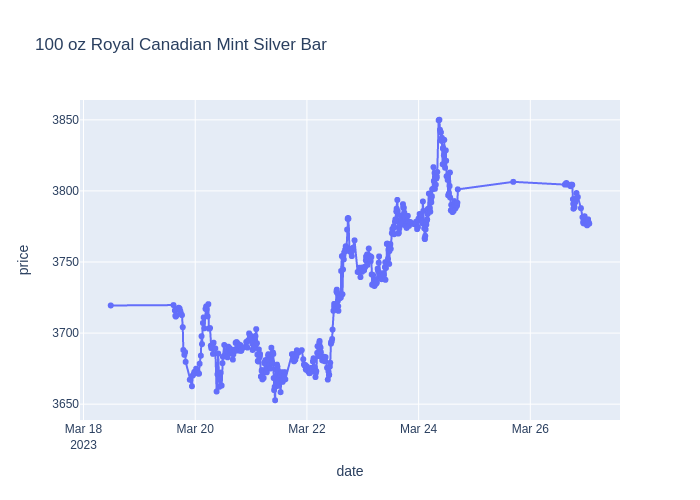 100 oz Royal Canadian Mint Silver Bar
3850
3800
3750
3700
3650
price
Mar 18
2023
Mar 20
Mar 22
Mar 24
Mar 26
date